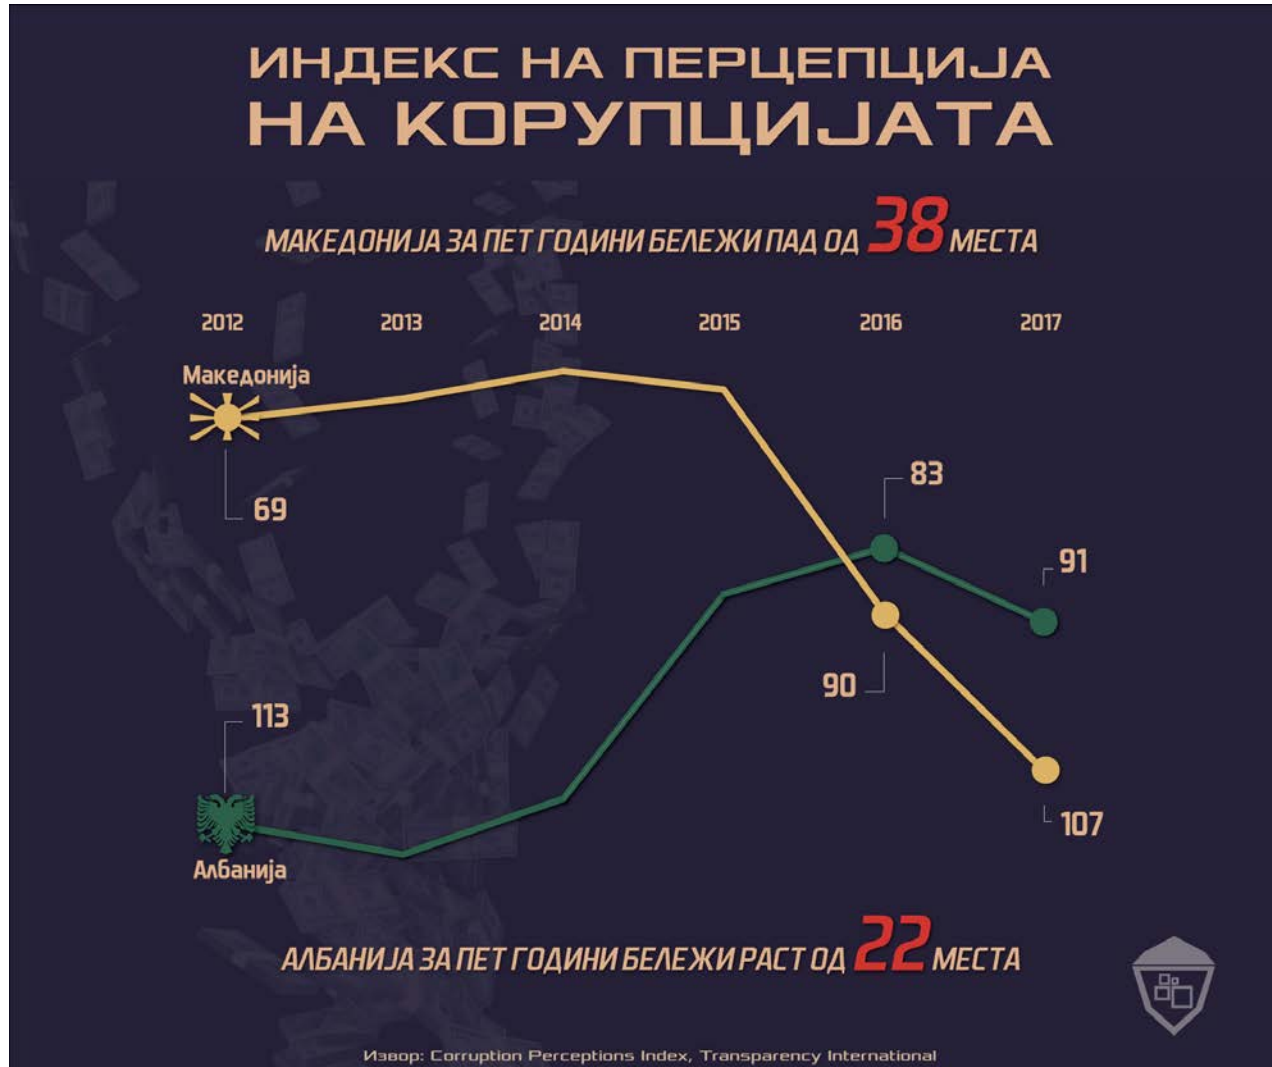 ИНДЕКС НА ПЕРЦЕПЦИЈА
НА КОРУПЦИЈАТА
МАКЕДОНИЈА ЗА ПЕТ ГОДИНИ БЕЛЕЖИ ПАД ОД 38 МЕСТА
2012 2013 2014 2015 2016 2017
Македонија
69
83
91
90
113
107
Албанија
АЛБАНИЈА ЗА ПЕТ ГОДИНИ БЕЛЕЖИ РАСТ ОД 22 МЕСТА
Извор: Corruption Perceptions Index, Transparency International